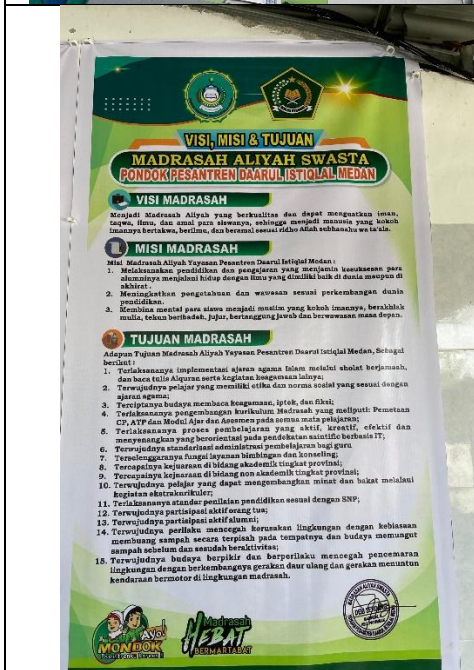 VISI, MISI & TUJUAN
MADRASAH ALIYAH SWASTA
PONDOK PESANTREN DAARUL ISTIQLAL MEDAN
VISI MADRASAH
Menjadi Madrasah Aliyah yang berkualitas dan dapat menguatkan iman,
taqwa, ilmu, dan amal para siswanya, sehingga menjadi manusia yang kokoh
imannya bertakwa, berilmu, dan beramal sesuai ridho Allah subhanahu wa ta'ala.
MISI MADRASAH
Misi Madrasah Aliyah Yayasan Pesantren Daarul Istiqlal Medan :
1. Melaksanakan pendidikan dan pengajaran yang menjamin kesuksesan para
alumninya menjalani hidup dengan ilmu yang dimiliki baik di dunia maupun di
akhirat.
2. Meningkatkan pengetahuan dan wawasan sesuai perkembangan dunia
pendidikan.
3. Membina mental para siswa menjadi muslim yang kokoh imannya, berakhlak
mulia, tekun beribadah, jujur, bertanggung jawab dan berwawasan masa depan.
TUJUAN MADRASAH
Adapun Tujuan Madrasah Aliyah Yayasan Pesantren Daarul Istiqlal Medan, Sebagai
berikut :
1. Terlaksananya implementasi ajaran agama Islam melalui sholat berjamaah,
dan baca tulis Alquran serta kegiatan keagamaan lainya;
2. Terwujudnya pelajar yang memiliki etika dan norma sosial yang sesuai dengan
ajaran agama;
3. Terciptanya budaya membaca keagamaan, iptek, dan fiksi;
4. Terlaksananya pengembangan kurikulum Madrasah yang meliputi: Pemetaan
CP, ATP dan Modul Ajar dan Asesmen pada semua mata pelajaran;
5. Terlaksananya proses pembelajaran yang aktif, kreatif, efektif dan
menyenangkan yang berorientasi pada pendekatan saintific berbasis IT;
6. Terwujudnya standarisasi administrasi pembelajaran bagi guru
7. Terselenggaranya fungsi layanan bimbingan dan konseling;
8. Tercapainya kejuaraan di bidang akademik tingkat provinsi;
9. Tercapainya kejuaraan di bidang non akademik tingkat provinsi;
10. Terwujudnya pelajar yang dapat mengembangkan minat dan bakat melalui
kegiatan ekstrakurikuler;
11. Terlaksananya standar penilaian pendidikan sesuai dengan SNP;
12. Terwujudnya partisipasi aktif orang tua;
13. Terwujudnya partisipasi aktif alumni;
14. Terwujudnya perilaku mencegah kerusakan lingkungan dengan kebiasaan
membuang sampah secara terpisah pada tempatnya dan budaya memungut
sampah sebelum dan sesudah beraktivitas;
15. Terwujudnya budaya berpikir dan berperilaku mencegah pencemaran
lingkungan dengan berkembangnya gerakan daur ulang dan gerakan menuntun
kendaraan bermotor di lingkungan madrasah.
Ayo!
MONDOK
Madrasah
HEBAT
BERMARTABAT